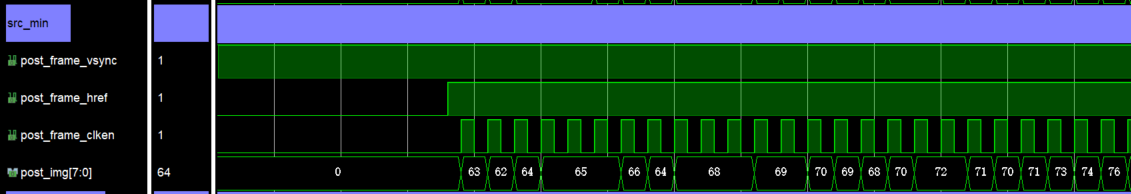 src_min
post_frame_vsync 1
post_frame_href 1
post_frame_clken 1
post_img[7:0] 64 0 63 62 64 65 66 64 68 69 70 69 68 70 72 71 70 71 73 74 76